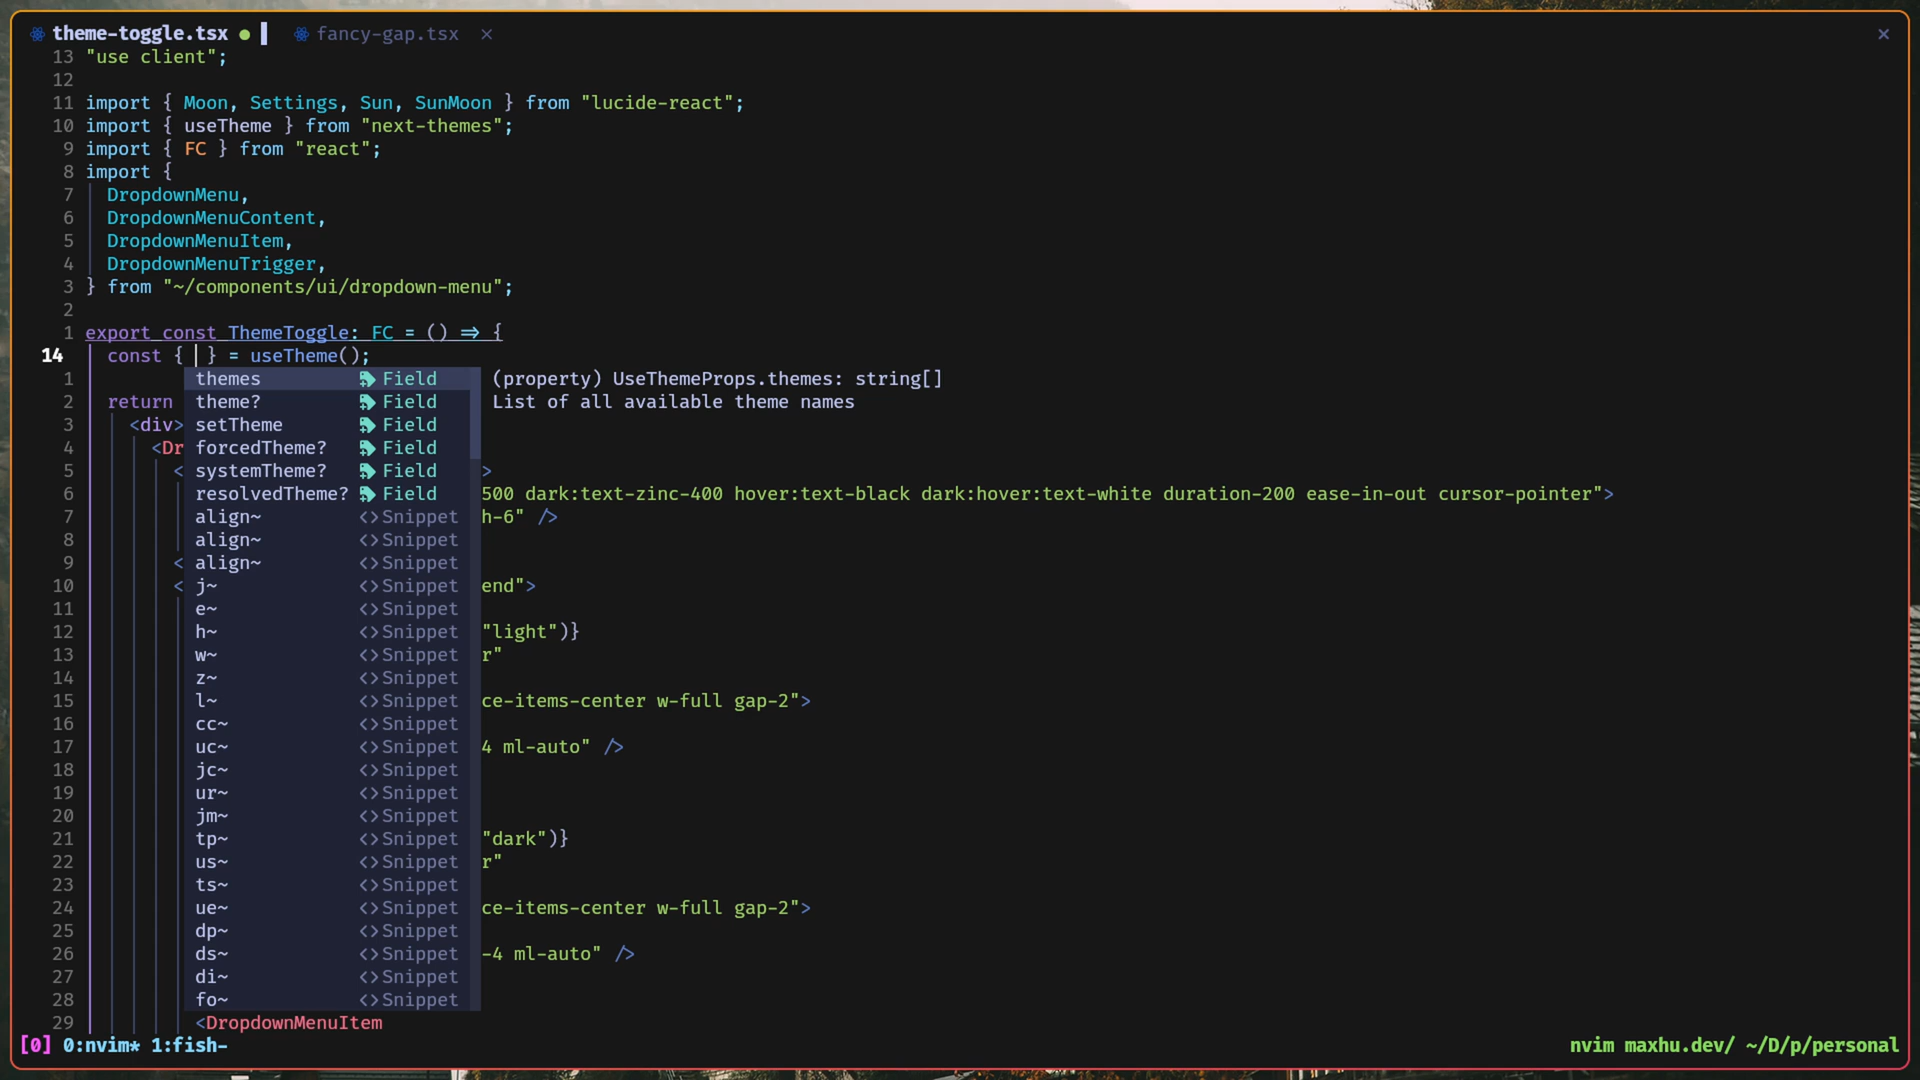 theme-toggle.tsx ● fancy-gap.tsx × ×
13 "use client";
12
11 import { Moon, Settings, Sun, SunMoon } from "lucide-react";
10 import { useTheme } from "next-themes";
9 import { FC } from "react";
8 import {
7 DropdownMenu,
6 DropdownMenuContent,
5 DropdownMenuItem,
4 DropdownMenuTrigger,
3 } from "~/components/ui/dropdown-menu";
2
1 export const ThemeToggle: FC = () => {
14 const { } = useTheme();
1 themes Field (property) UseThemeProps.themes: string[]
2 return theme? Field List of all available theme names
3 <div> setTheme Field
4 <Dr forcedTheme? Field
5 < systemTheme? Field >
6 resolvedTheme? Field 500 dark:text-zinc-400 hover:text-black dark:hover:text-white duration-200 ease-in-out cursor-pointer">
7 align~ <>Snippet h-6" />
8 align~ <>Snippet
9 < align~ <>Snippet
10 < j~ <>Snippet end">
11 e~ <>Snippet
12 h~ <>Snippet "light")}
13 w~ <>Snippet r"
14 z~ <>Snippet
15 l~ <>Snippet ce-items-center w-full gap-2">
16 cc~ <>Snippet
17 uc~ <>Snippet 4 ml-auto" />
18 jc~ <>Snippet
19 ur~ <>Snippet
20 jm~ <>Snippet
21 tp~ <>Snippet "dark")}
22 us~ <>Snippet r"
23 ts~ <>Snippet
24 ue~ <>Snippet ce-items-center w-full gap-2">
25 dp~ <>Snippet
26 ds~ <>Snippet -4 ml-auto" />
27 di~ <>Snippet
28 fo~ <>Snippet
29 <DropdownMenuItem
[0] 0:nvim* 1:fish- nvim maxhu.dev/ ~/D/p/personal